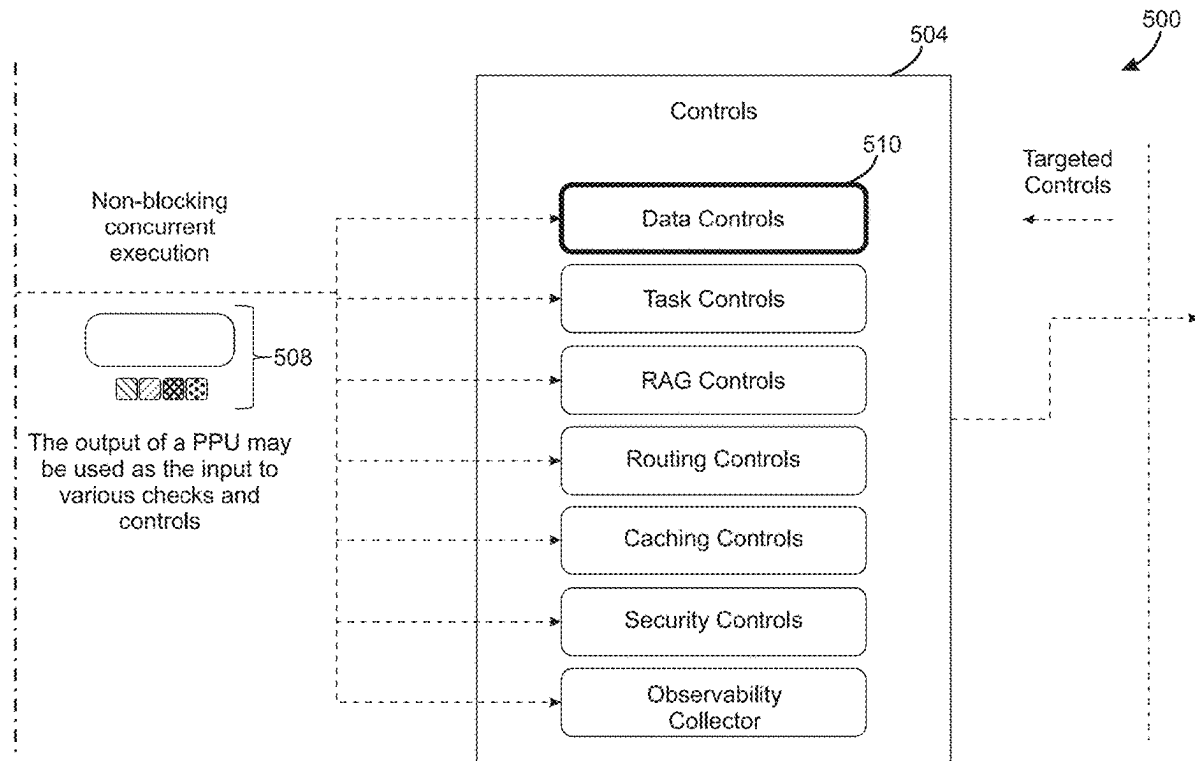 500
504
Controls
510
Targeted
Controls
Non-blocking
concurrent
execution
Data Controls
Task Controls
508
RAG Controls
The output of a PPU may
be used as the input to
various checks and
controls
Routing Controls
Caching Controls
Security Controls
Observability
Collector